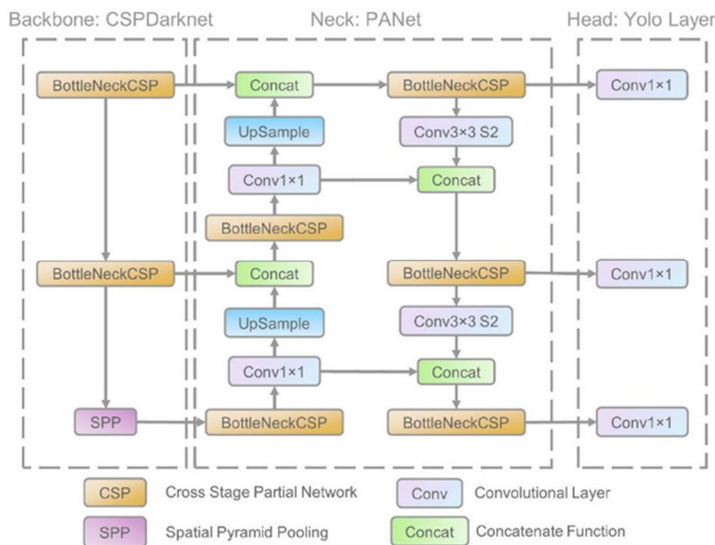 Backbone: CSPDarknet Neck: PANet Head: Yolo Layer
BottleNeckCSP Concat BottleNeckCSP Conv1×1
UpSample Conv3×3 S2
Conv1×1 Concat
BottleNeckCSP
BottleNeckCSP Concat BottleNeckCSP Conv1×1
UpSample Conv3×3 S2
Conv1×1 Concat
SPP BottleNeckCSP BottleNeckCSP Conv1×1
CSP Cross Stage Partial Network Conv Convolutional Layer
SPP Spatial Pyramid Pooling Concat Concatenate Function